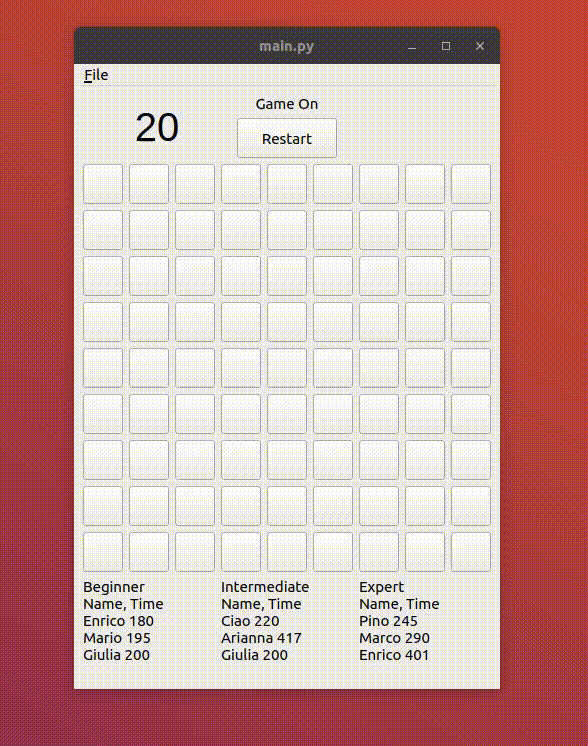 main.py
File
Game On
20
Restart
Beginner
Name, Time
Enrico 180
Mario 195
Giulia 200
Intermediate
Name, Time
Ciao 220
Arianna 417
Giulia 200
Expert
Name, Time
Pino 245
Marco 290
Enrico 401